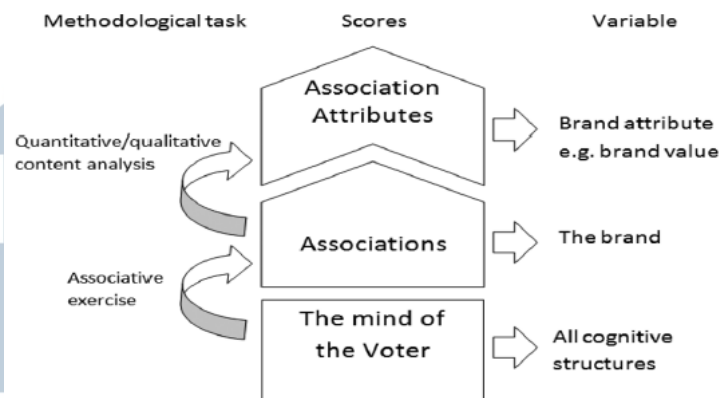 Methodological task
Scores
Variable
Association
Attributes
Brand attribute
e.g. brand value
Quantitative/qualitative
content analysis
Associations
The brand
Associative
exercise
The mind of
the Voter
All cognitive
structures